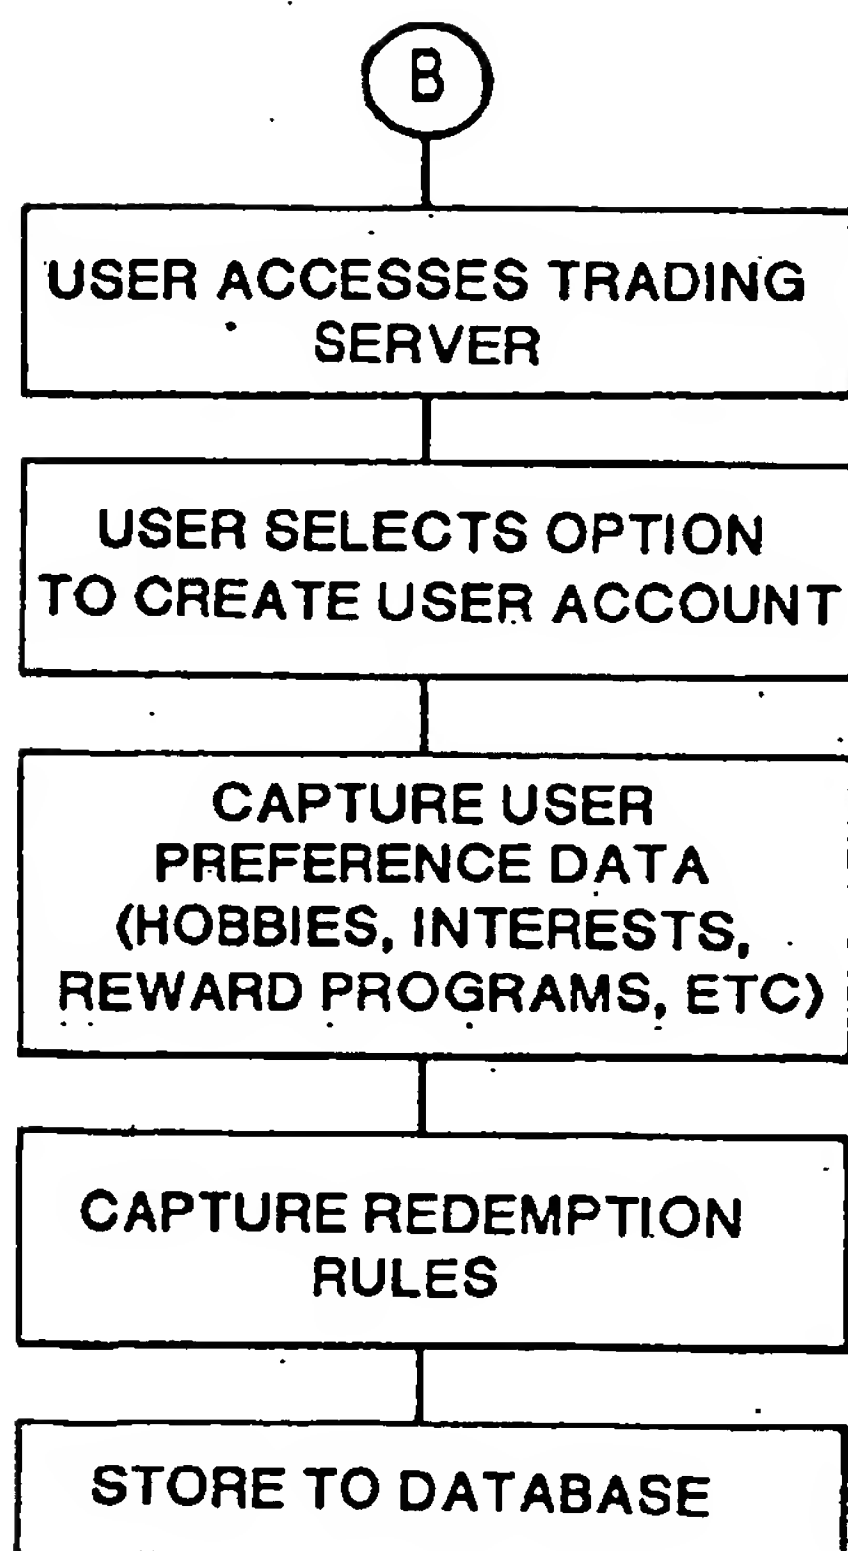 B
USER ACCESSES TRADING
SERVER
USER SELECTS OPTION
TO CREATE USER ACCOUNT
CAPTURE USER
PREFERENCE DATA
(HOBBIES, INTERESTS,
REWARD PROGRAMS, ETC)
CAPTURE REDEMPTION
RULES
STORE TO DATABASE